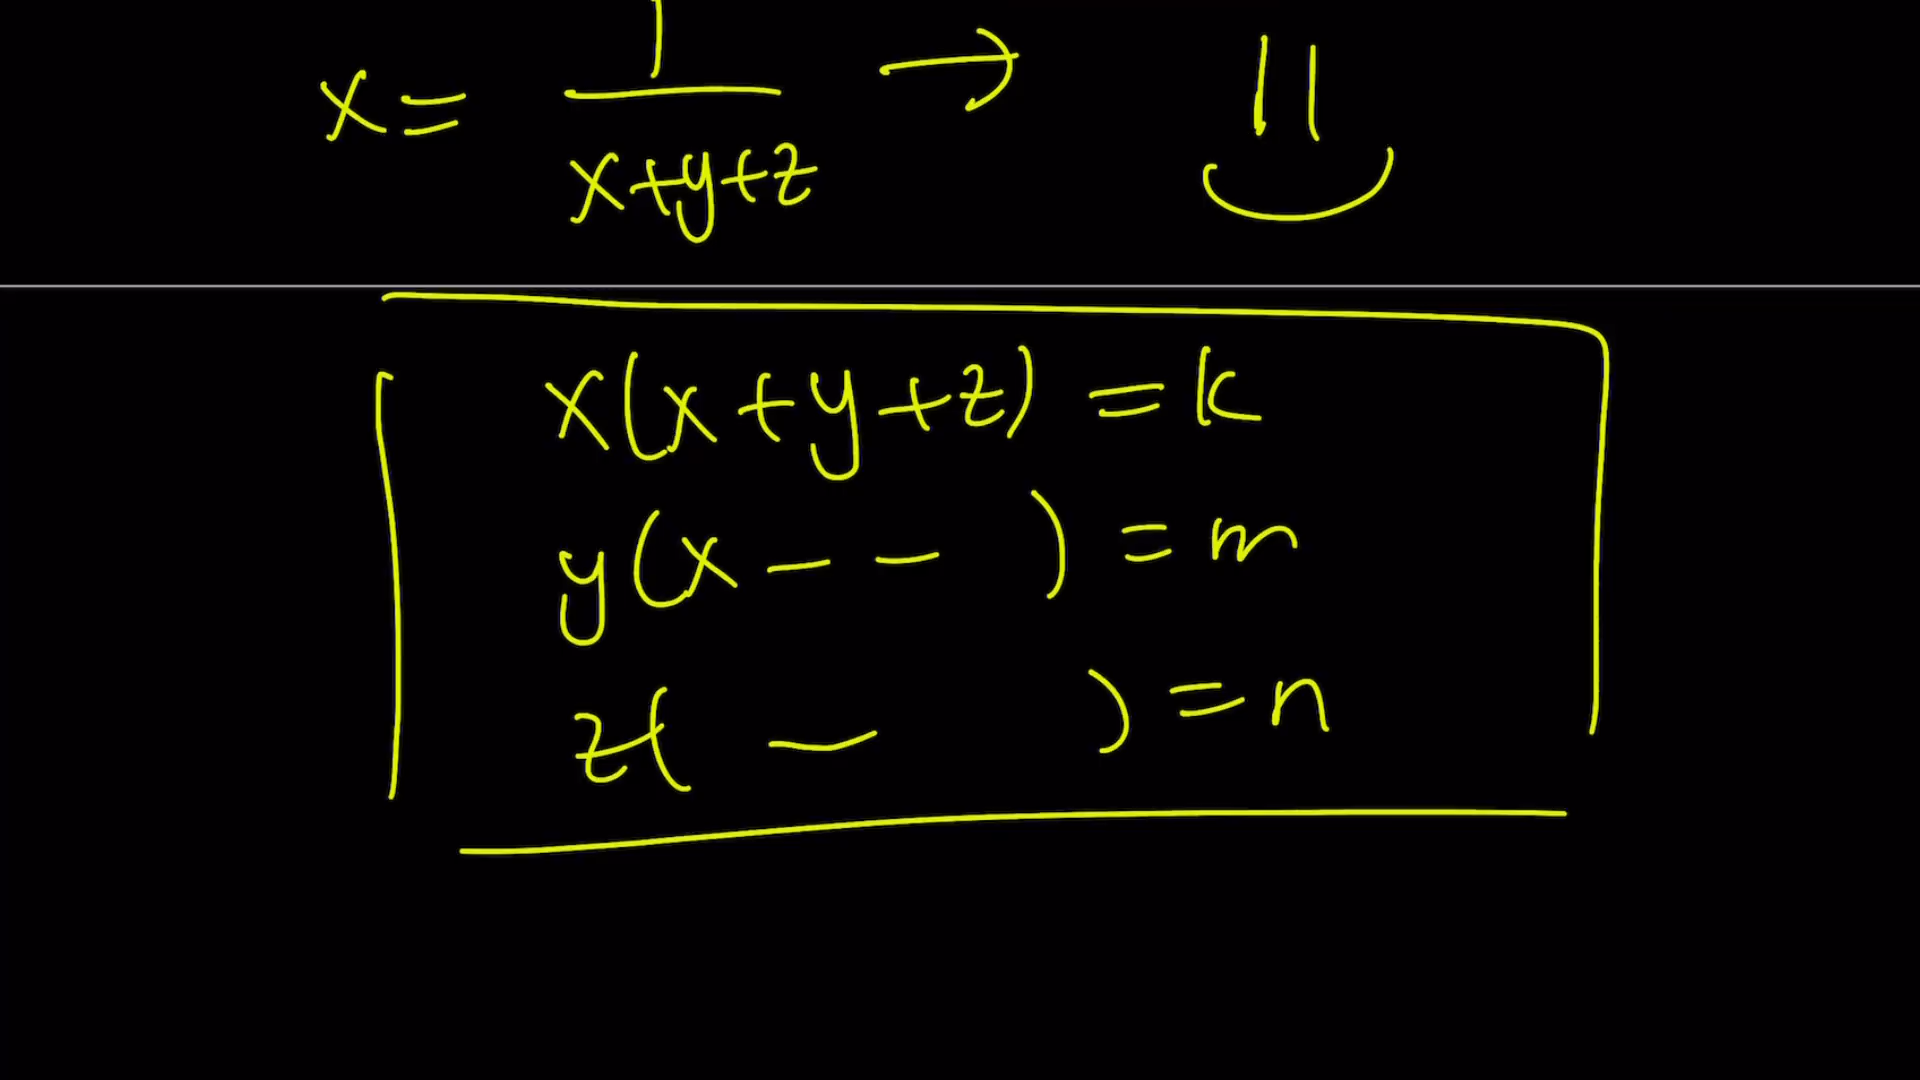 x = 1/(x+y+z) →
x(x+y+z) = k
y(x - - ) = m
z( - ) = n